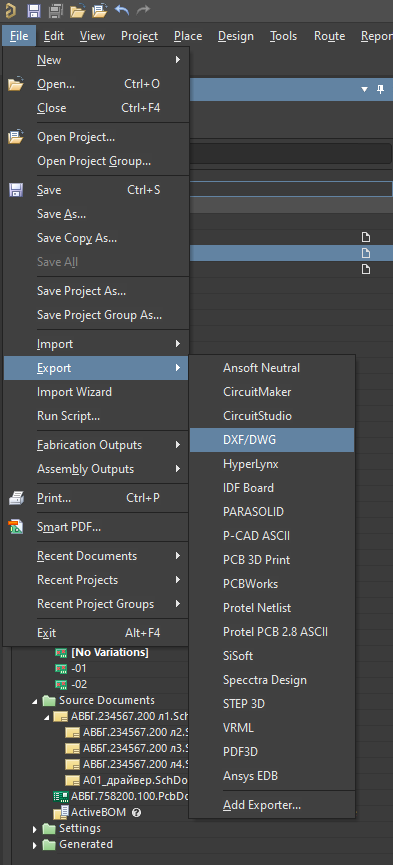 File Edit View Project Place Design Tools Route Repor
New
Open... Ctrl+O
Close Ctrl+F4
Open Project...
Open Project Group...
Save Ctrl+S
Save As...
Save Copy As...
Save All
Save Project As...
Save Project Group As...
Import
Export
Import Wizard
Run Script...
Fabrication Outputs
Assembly Outputs
Print... Ctrl+P
Smart PDF...
Recent Documents
Recent Projects
Recent Project Groups
Exit Alt+F4
Ansoft Neutral
CircuitMaker
CircuitStudio
DXF/DWG
HyperLynx
IDF Board
PARASOLID
P-CAD ASCII
PCB 3D Print
PCBWorks
Protel Netlist
Protel PCB 2.8 ASCII
SiSoft
Specctra Design
STEP 3D
VRML
PDF3D
Ansys EDB
Add Exporter...
[No Variations]
-01
-02
Source Documents
АВБГ.234567.200 л1.Sch
АВБГ.234567.200 л2.S
АВБГ.234567.200 л3.S
АВБГ.234567.200 л4.S
A01_драйвер.SchDo
АВБГ.758200.100.PcbDo
ActiveBOM
Settings
Generated